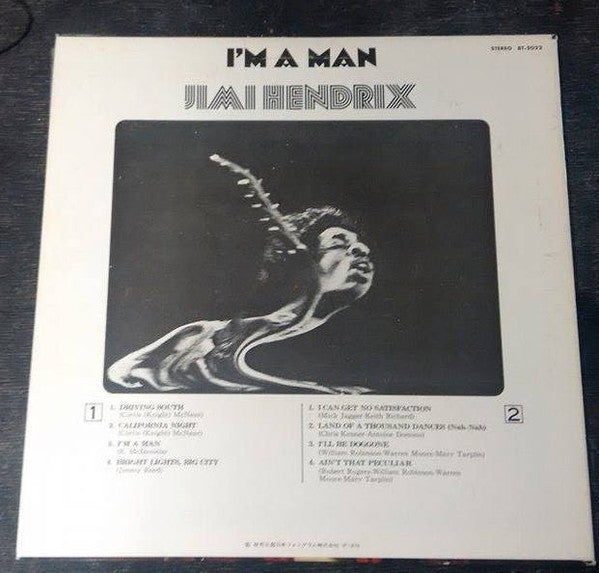 I'M A MAN
STEREO BT-5022
JIMI HENDRIX
1
1. DRIVING SOUTH
(Curtis (Knight) McNear)
2. CALIFORNIA NIGHT
(Curtis (Knight) McNear)
3. I'M A MAN
4. BRIGHT LIGHTS, BIG CITY
(Jimmy Reed)
2
1. I CAN GET NO SATISFACTION
(Mick Jagger-Keith Richard)
2. LAND OF A THOUSAND DANCES (Nah-Nah)
(Chris Kenner-Antoine Domino)
3. I'LL BE DOGGONE
(William Robinson-Warren Moore-Marv Tarplin)
4. AIN'T THAT PECULIAR
(Robert Rogers-William Robinson-Warren
Moore-Marv Tarplin)